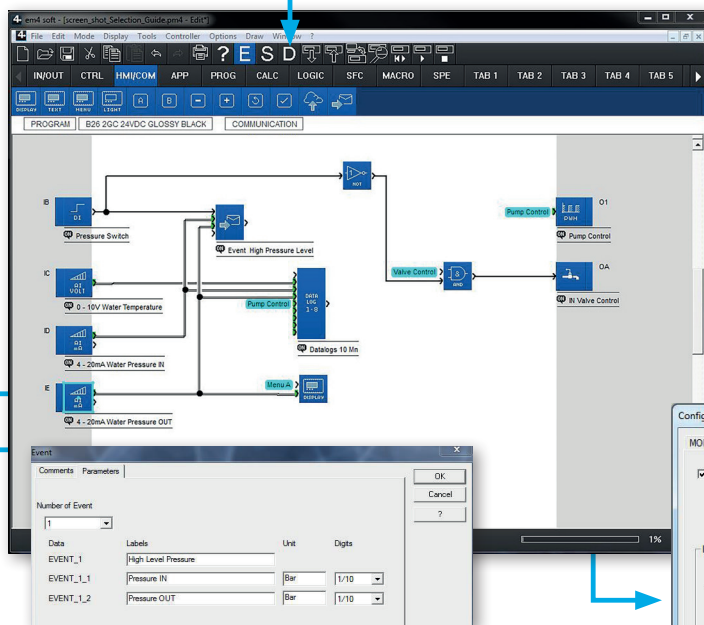 em4 soft - [screen_shot_Selection_Guide.pm4 - Edit*]
File Edit Mode Display Tools Controller Options Draw Window ?
? E S D
IN/OUT CTRL HMI/COM APP PROG CALC LOGIC SFC MACRO SPE TAB 1 TAB 2 TAB 3 TAB 4 TAB 5
DISPLAY TEXT MENU LIGHT A B - +
PROGRAM B26 2GC 24VDC GLOSSY BLACK COMMUNICATION
1 NOT
IB DI
Pressure Switch
Event High Pressure Level
Pump Control PWM O1
Pump Control
IC AI VOLT
0 - 10V Water Temperature
Pump Control DATA LOG 1-8
Datalogs 10 Mn
Valve Control & AND
OA
IN Valve Control
ID AI mA
4 - 20mA Water Pressure IN
Menu A DISPLAY
IE AI mA
4 - 20mA Water Pressure OUT
Config
MO
1%
Event X
Comments Parameters
OK
Cancel
?
Number of Event
1
Data Labels Unit Digits
EVENT_1 High Level Pressure
EVENT_1_1 Pressure IN Bar 1/10
EVENT_1_2 Pressure OUT Bar 1/10